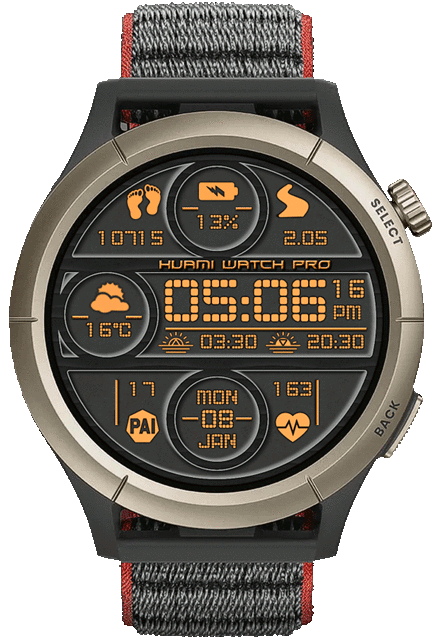 13%
10715
2.05
HUAMI WATCH PRO
05:06 16 PM
16°C
03:30 20:30
17
MON
163
08
PAI
JAN
SELECT
BACK